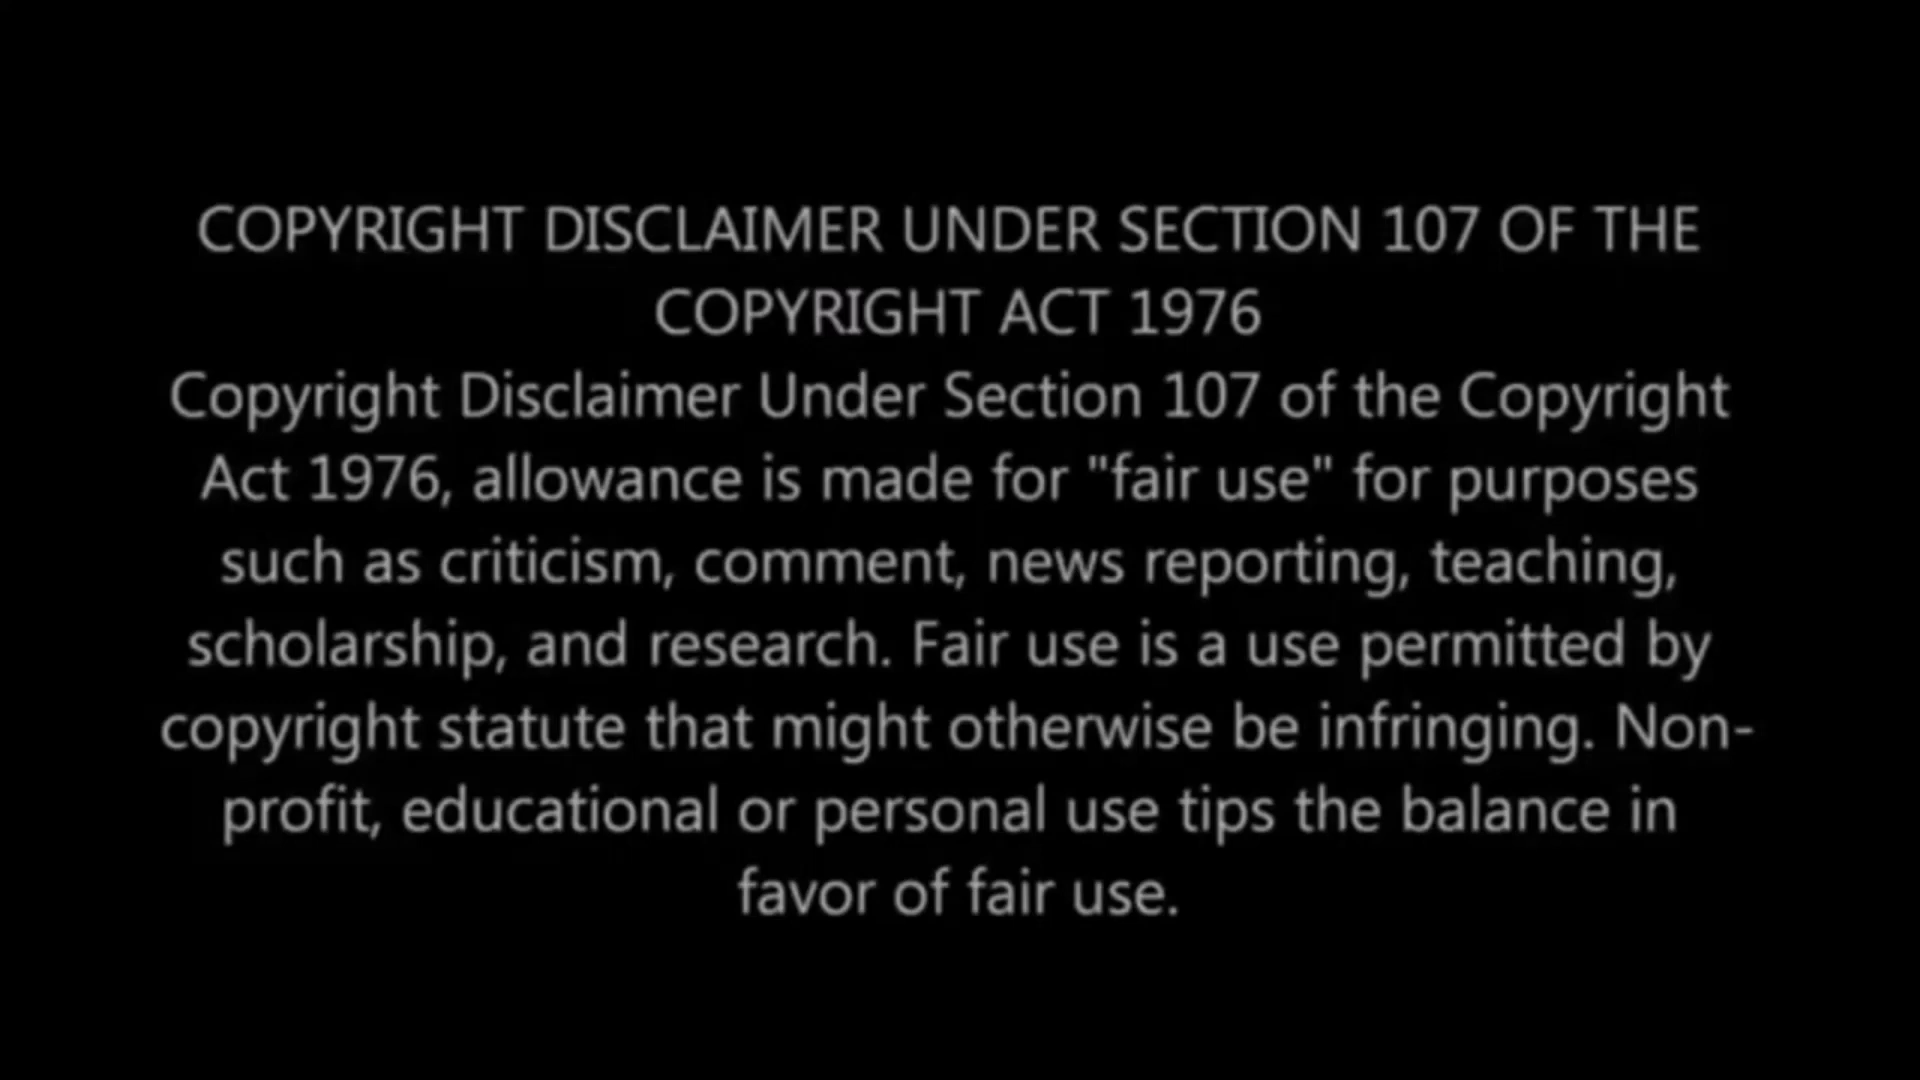 COPYRIGHT DISCLAIMER UNDER SECTION 107 OF THE
COPYRIGHT ACT 1976
Copyright Disclaimer Under Section 107 of the Copyright
Act 1976, allowance is made for "fair use" for purposes
such as criticism, comment, news reporting, teaching,
scholarship, and research. Fair use is a use permitted by
copyright statute that might otherwise be infringing. Non-
profit, educational or personal use tips the balance in
favor of fair use.